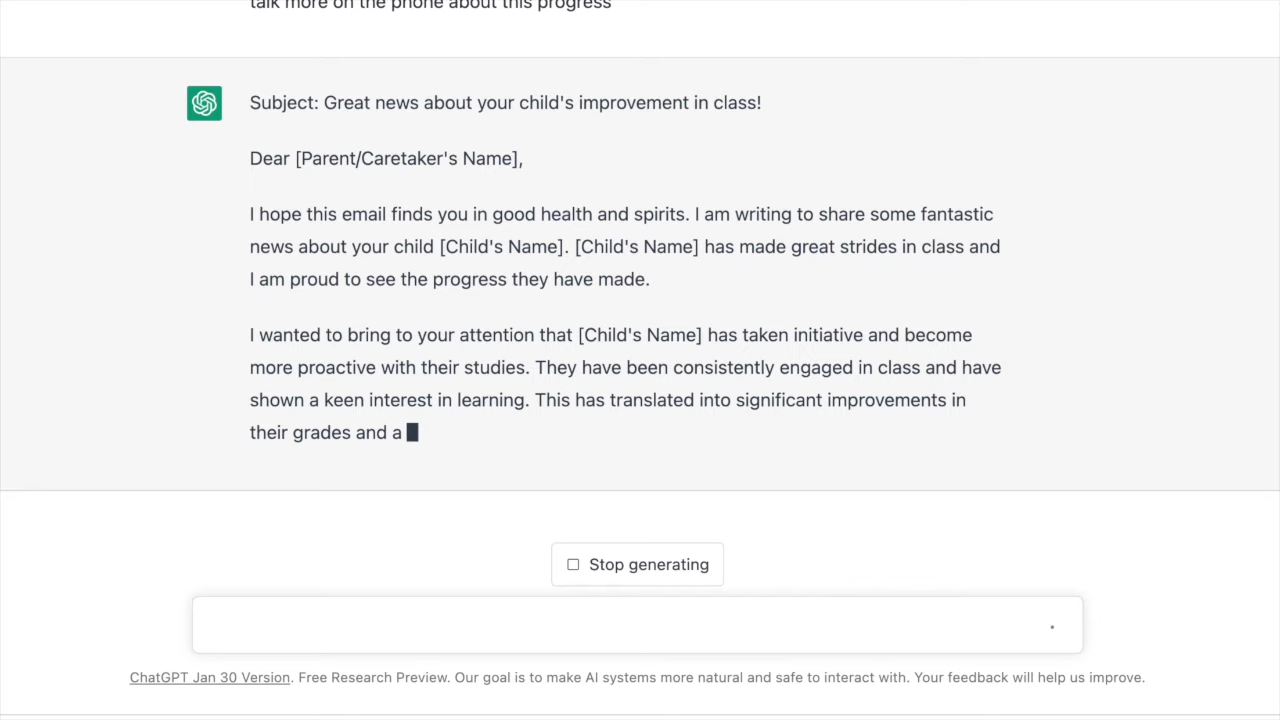 talk more on the phone about this progress
Subject: Great news about your child's improvement in class!
Dear [Parent/Caretaker's Name],
I hope this email finds you in good health and spirits. I am writing to share some fantastic
news about your child [Child's Name]. [Child's Name] has made great strides in class and
I am proud to see the progress they have made.
I wanted to bring to your attention that [Child's Name] has taken initiative and become
more proactive with their studies. They have been consistently engaged in class and have
shown a keen interest in learning. This has translated into significant improvements in
their grades and a
Stop generating
ChatGPT Jan 30 Version. Free Research Preview. Our goal is to make AI systems more natural and safe to interact with. Your feedback will help us improve.